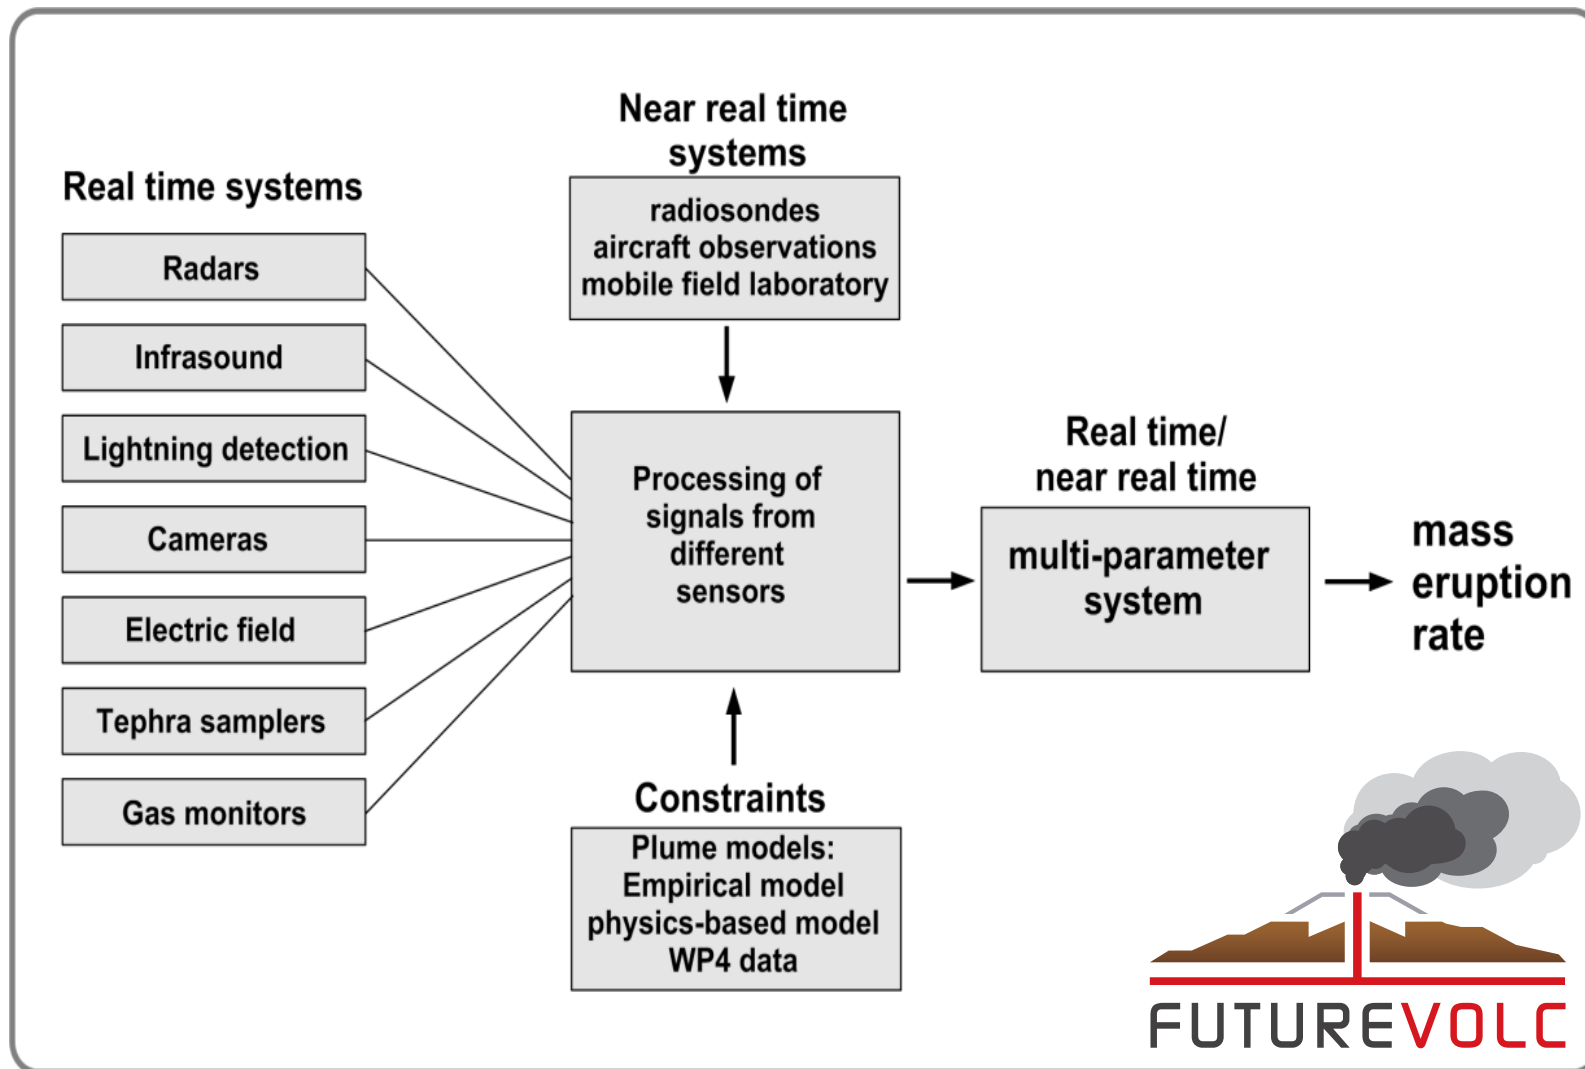 Near real time
systems
Real time systems
radiosondes
aircraft observations
mobile field laboratory
Radars
Infrasound
Lightning detection
Cameras
Electric field
Tephra samplers
Gas monitors
Processing of
signals from
different
sensors
Real time/
near real time
multi-parameter
system
mass
eruption
rate
Constraints
Plume models:
Empirical model
physics-based model
WP4 data
FUTUREVOLC